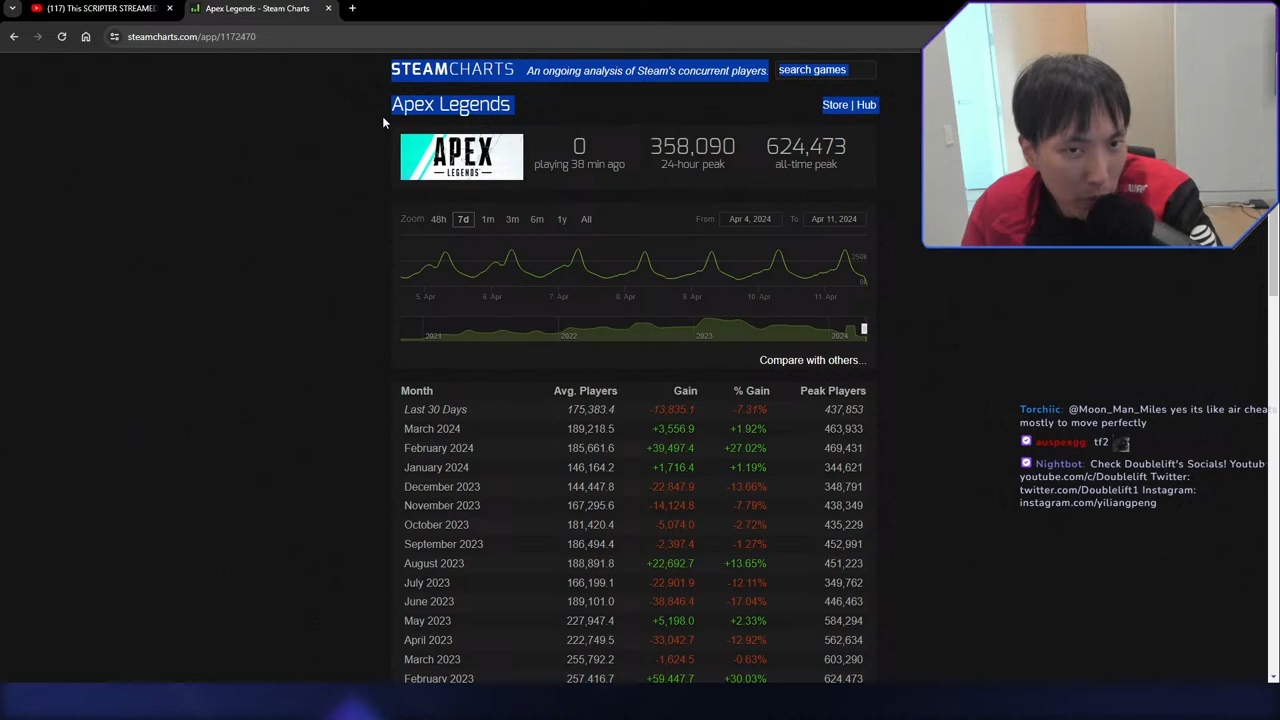 (117) This SCRIPTER STREAMED
Apex Legends - Steam Charts
steamcharts.com/app/1172470
STEAMCHARTS An ongoing analysis of Steam's concurrent players. search games
Apex Legends Store | Hub
APEX LEGENDS
0 358,090 624,473
playing 38 min ago 24-hour peak all-time peak
Zoom 48h 7d 1m 3m 6m 1y All From Apr 4, 2024 To Apr 11, 2024
250k
0k
5. Apr 6. Apr 7. Apr 8. Apr 9. Apr 10. Apr 11. Apr
2021 2022 2023 2024
Compare with others...
Month Avg. Players Gain % Gain Peak Players
Last 30 Days 175,383.4 -13,835.1 -7.31% 437,853
March 2024 189,218.5 +3,556.9 +1.92% 463,933
February 2024 185,661.6 +39,497.4 +27.02% 469,431
January 2024 146,164.2 +1,716.4 +1.19% 344,621
December 2023 144,447.8 -22,847.9 -13.66% 348,791
November 2023 167,295.6 -14,124.8 -7.79% 438,349
October 2023 181,420.4 -5,074.0 -2.72% 435,229
September 2023 186,494.4 -2,397.4 -1.27% 452,991
August 2023 188,891.8 +22,692.7 +13.65% 451,223
July 2023 166,199.1 -22,901.9 -12.11% 349,762
June 2023 189,101.0 -38,846.4 -17.04% 446,463
May 2023 227,947.4 +5,198.0 +2.33% 584,294
April 2023 222,749.5 -33,042.7 -12.92% 562,634
March 2023 255,792.2 -1,624.5 -0.63% 603,290
February 2023 257,416.7 +59,447.7 +30.03% 624,473
Torchiic: @Moon_Man_Miles yes its like air chea
mostly to move perfectly
auspexgg: tf2
Nightbot: Check Doublelift's Socials! Youtub
youtube.com/c/Doublelift Twitter:
twitter.com/Doublelift1 Instagram:
instagram.com/yiliangpeng